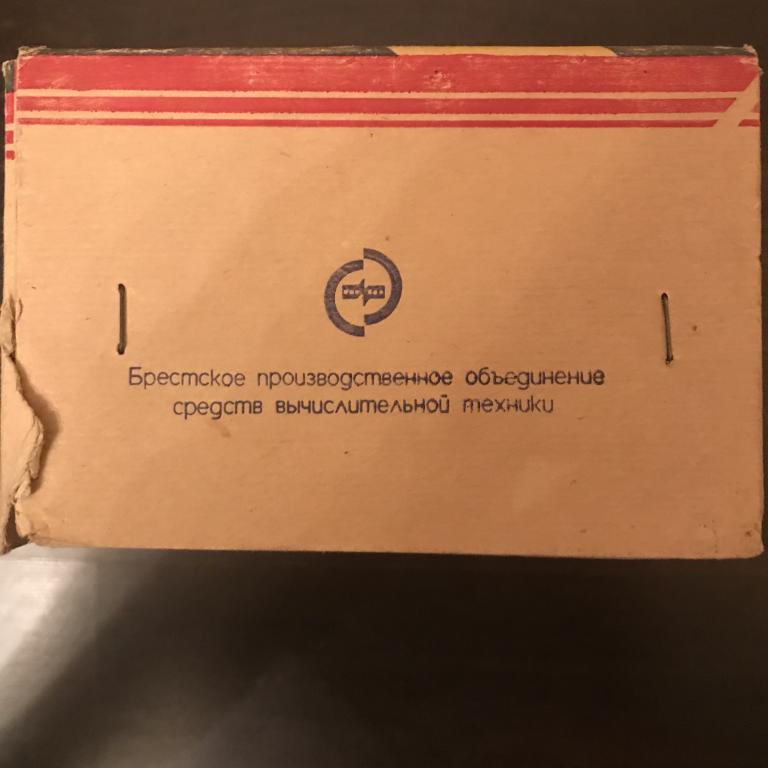 Брестское производственное объединение
средств вычислительной техники